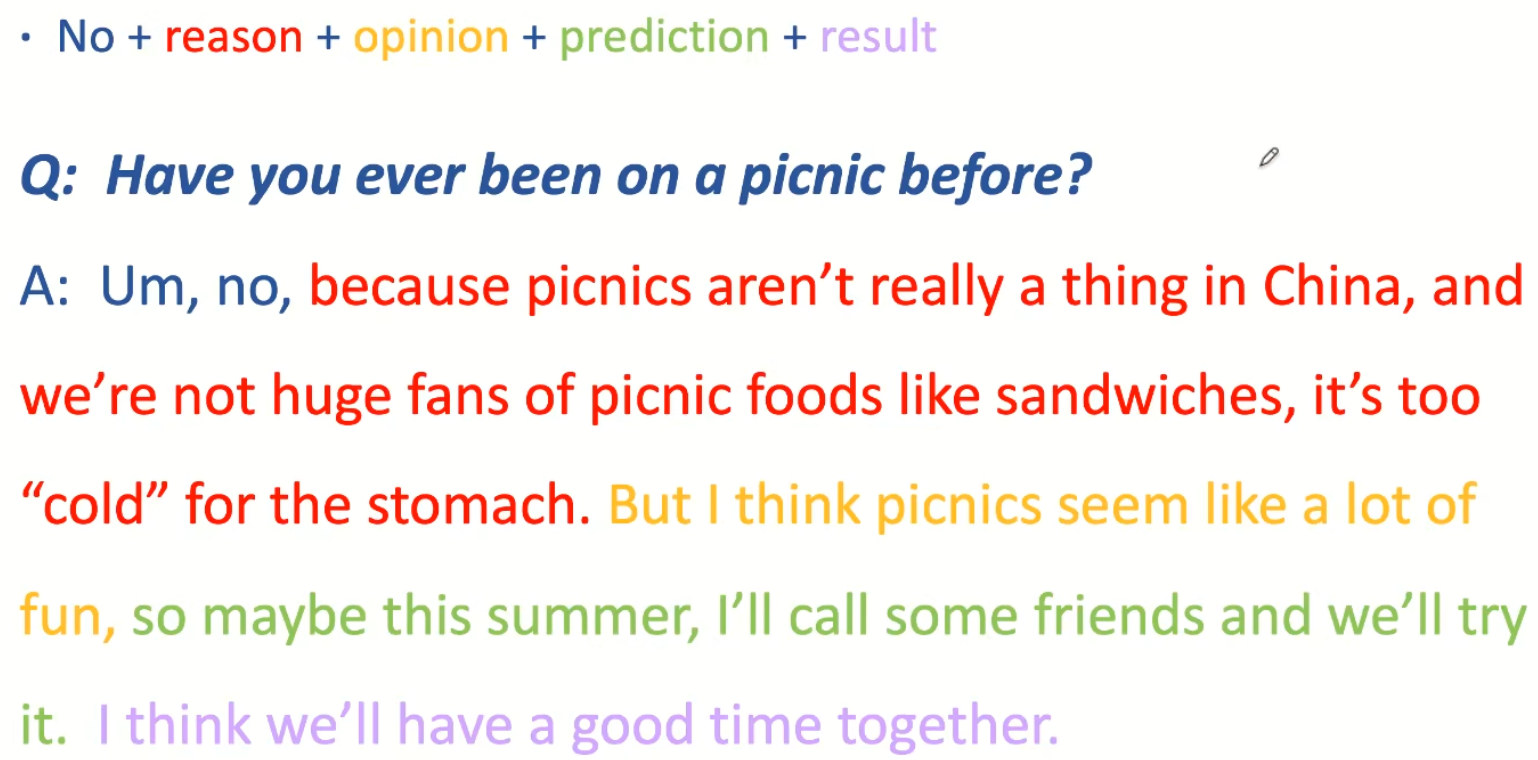 • No + reason + opinion + prediction + result
Q: Have you ever been on a picnic before?
A: Um, no, because picnics aren’t really a thing in China, and
we’re not huge fans of picnic foods like sandwiches, it’s too
“cold” for the stomach. But I think picnics seem like a lot of
fun, so maybe this summer, I’ll call some friends and we’ll try
it. I think we’ll have a good time together.